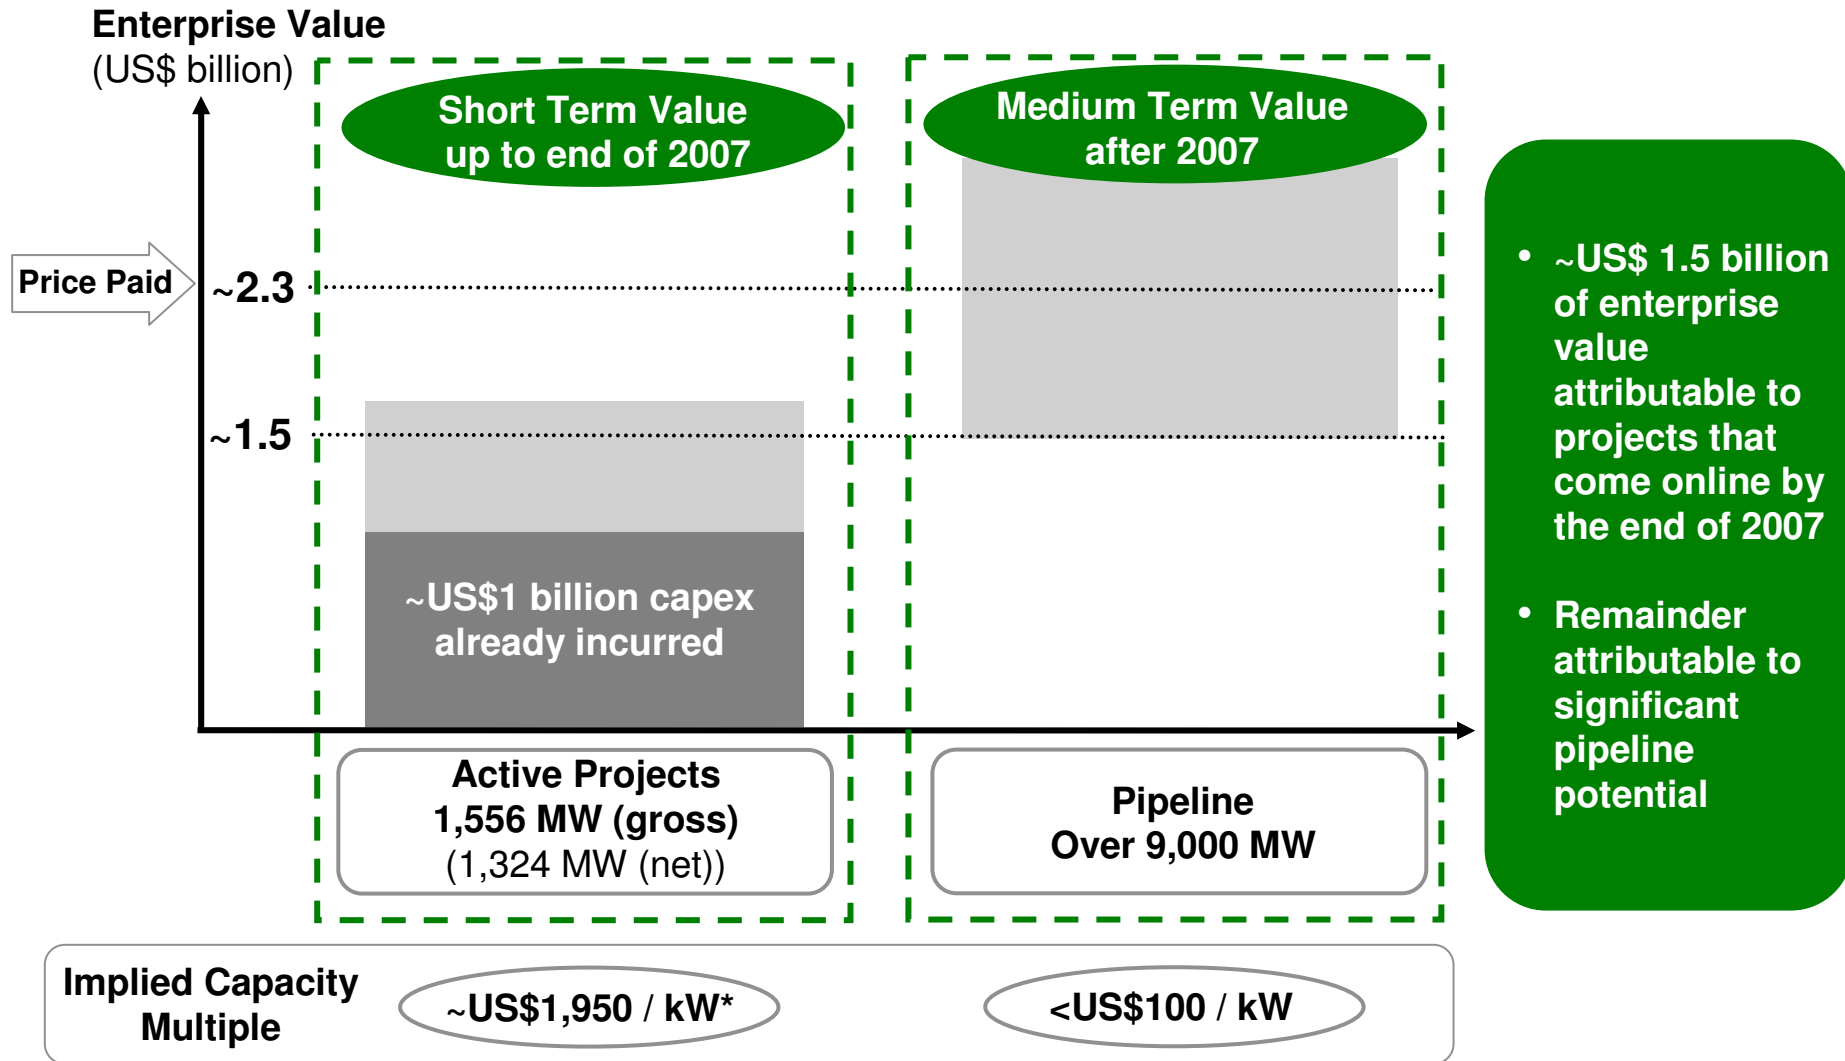 Enterprise Value
(US$ billion)
Short Term Value
up to end of 2007
Medium Term Value
after 2007
Price Paid
~2.3
~1.5
~US$1 billion capex
already incurred
Active Projects
1,556 MW (gross)
(1,324 MW (net))
Pipeline
Over 9,000 MW
• ~US$ 1.5 billion
of enterprise
value
attributable to
projects that
come online by
the end of 2007
• Remainder
attributable to
significant
pipeline
potential
Implied Capacity
Multiple
~US$1,950 / kW*
<US$100 / kW